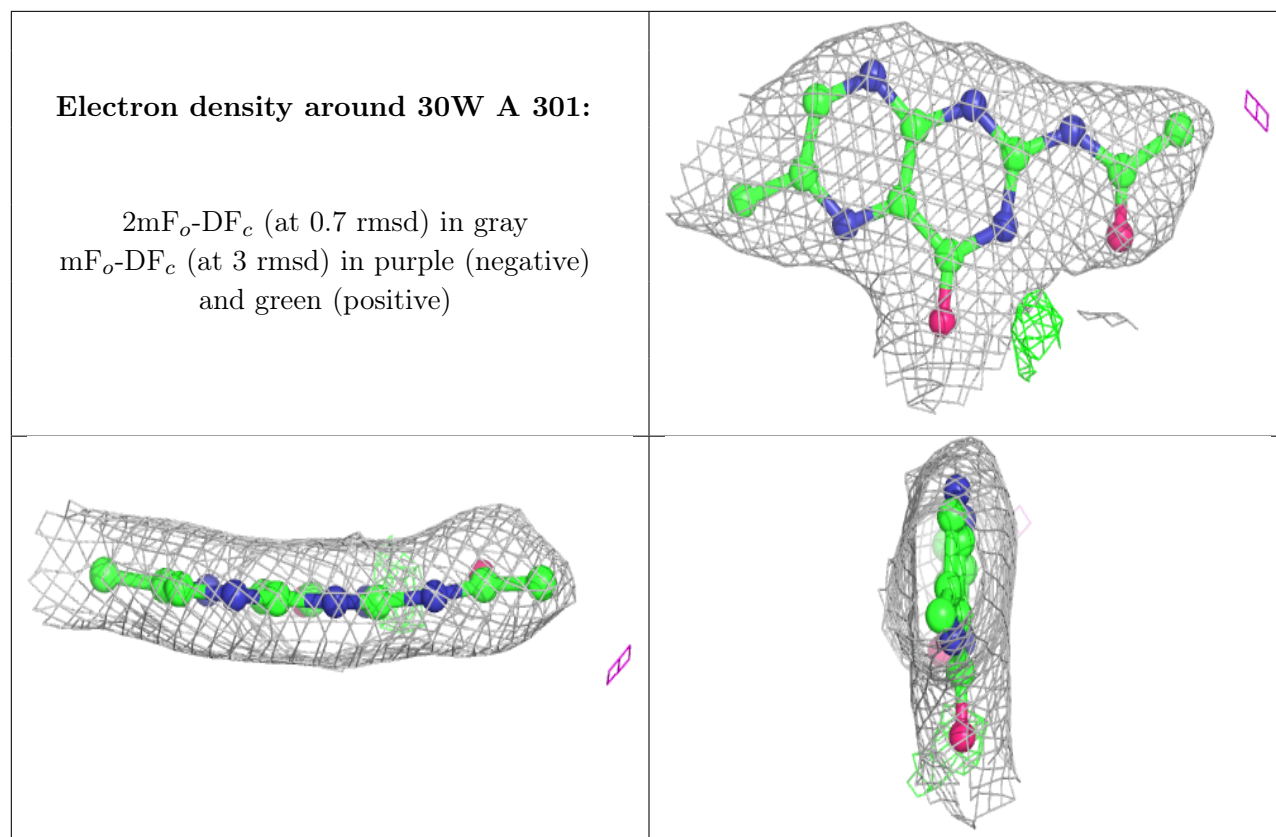 Electron density around 30W A 301:
2mFo-DFc (at 0.7 rmsd) in gray
mFo-DFc (at 3 rmsd) in purple (negative)
and green (positive)